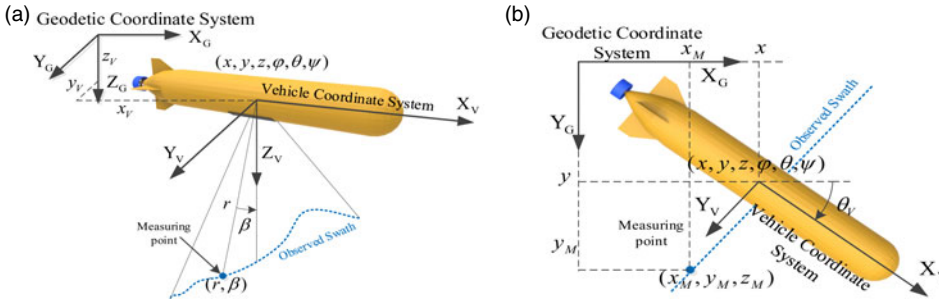 (a)
Geodetic Coordinate System
X_G
Y_G
z_V
Z_G
y_V
x_V
(x, y, z, φ, θ, ψ)
Vehicle Coordinate System
X_V
Y_V
Z_V
r
β
Measuring
point
Observed Swath
(r, β)
(b)
Geodetic Coordinate
System
x_M
x
X_G
Y_G
Observed Swath
(x, y, z, φ, θ, ψ)
y
θ_V
Y_V
Measuring
point
Vehicle Coordinate
System
y_M
(x_M, y_M, z_M)